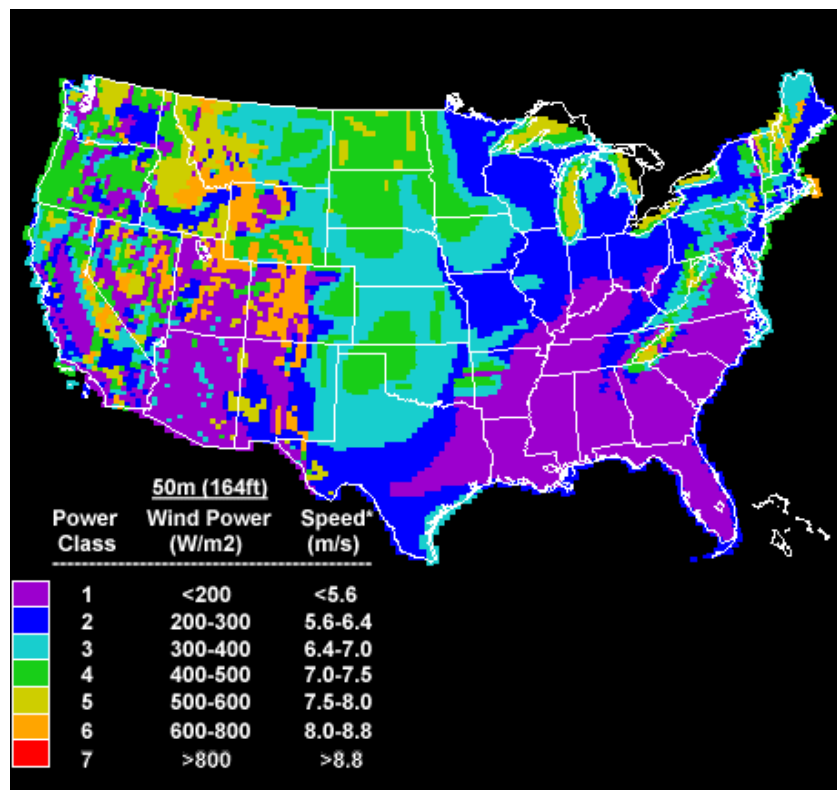 50m (164ft)
Power Wind Power Speed*
Class (W/m2) (m/s)
1 <200 <5.6
2 200-300 5.6-6.4
3 300-400 6.4-7.0
4 400-500 7.0-7.5
5 500-600 7.5-8.0
6 600-800 8.0-8.8
7 >800 >8.8